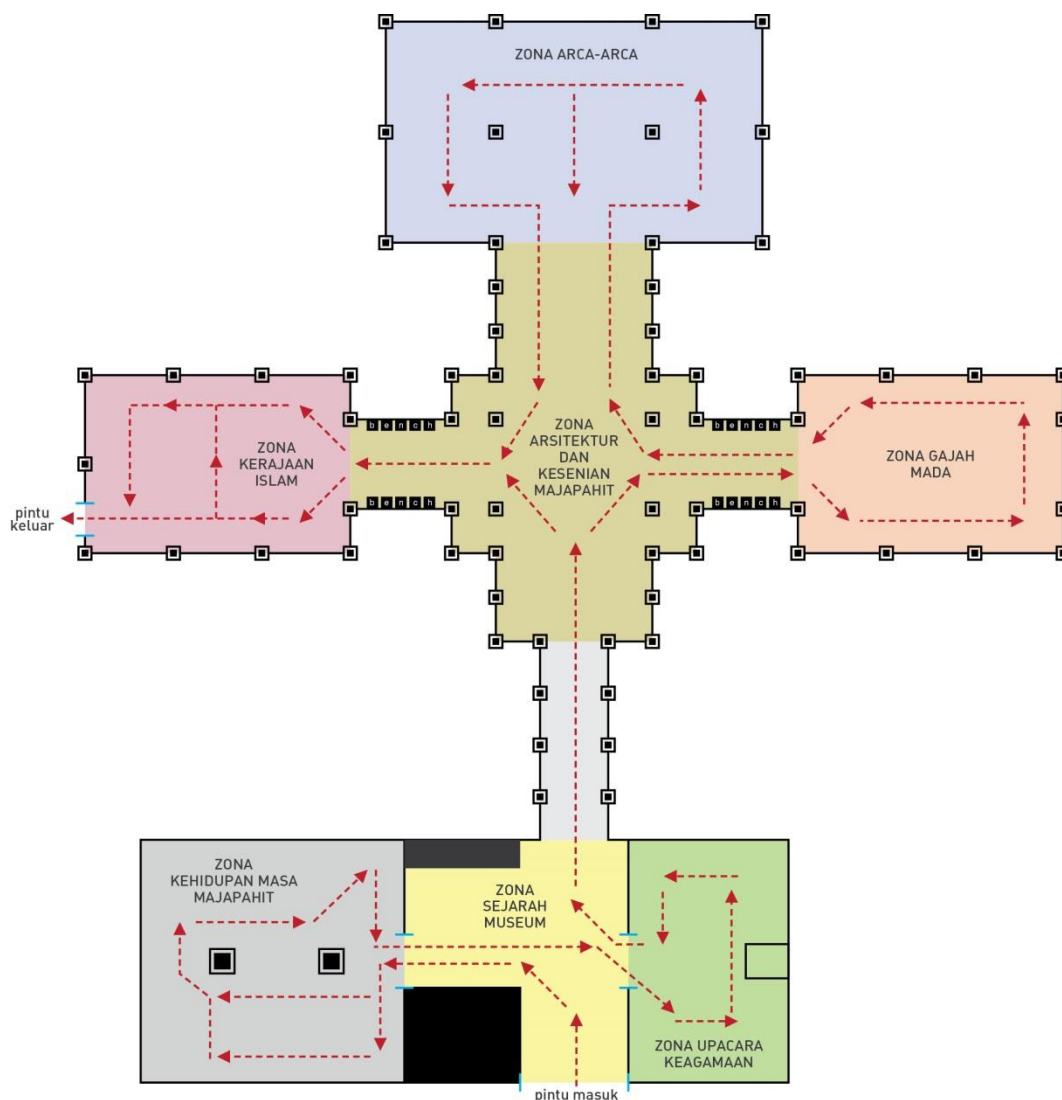 ZONA ARCA-ARCA
bench
bench
ZONA
ARSITEKTUR
DAN
KESENIAN
MAJAPAHIT
ZONA
KERAJAAN
ISLAM
ZONA GAJAH
MADA
bench
bench
pintu
keluar
ZONA
KEHIDUPAN MASA
MAJAPAHIT
ZONA
SEJARAH
MUSEUM
ZONA UPACARA
KEAGAMAAN
pintu masuk